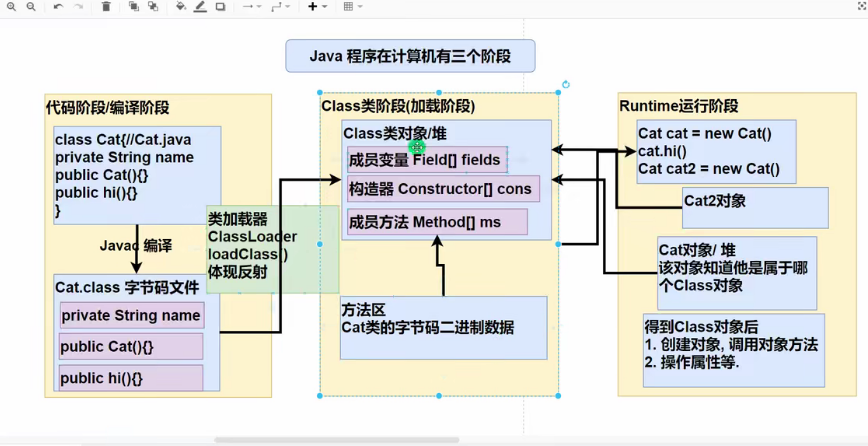 Java 程序在计算机有三个阶段
代码阶段/编译阶段
class Cat{//Cat.java
private String name
public Cat(){}
public hi(){}
}
Javac 编译
Cat.class 字节码文件
private String name
public Cat(){}
public hi(){}
类加载器
ClassLoader
loadClass()
体现反射
Class类阶段(加载阶段)
Class类对象/堆
成员变量 Field[] fields
构造器 Constructor[] cons
成员方法 Method[] ms
方法区
Cat类的字节码二进制数据
Runtime运行阶段
Cat cat = new Cat()
cat.hi()
Cat cat2 = new Cat()
Cat2对象
Cat对象/ 堆
该对象知道他是属于哪
个Class对象
得到Class对象后
1. 创建对象, 调用对象方法
2. 操作属性等.